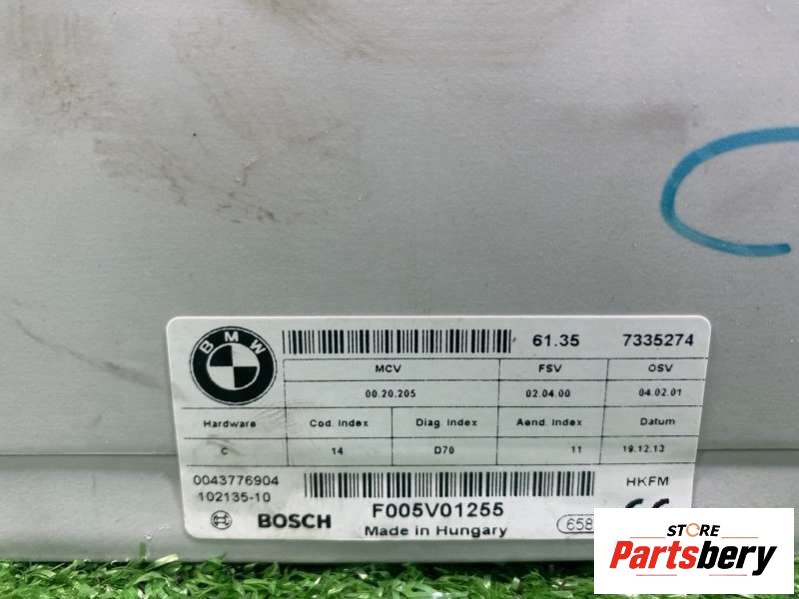 BMW
61.35 7335274
MCV FSV OSV
00.20.205 02.04.00 04.02.01
Hardware Cod. Index Diag. Index Aend. Index Datum
C 14 D70 11 19.12.13
0043776904 HKFM
102135-10
BOSCH F005V01255
Made in Hungary 658
STORE
Partsbery